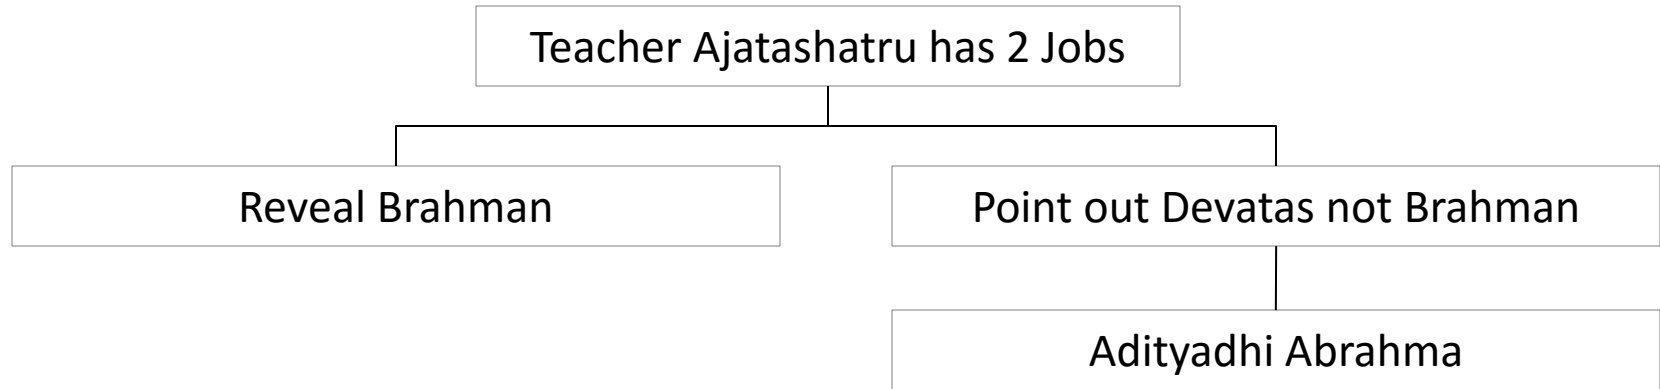 Teacher Ajatashatru has 2 Jobs
Reveal Brahman
Point out Devatas not Brahman
Adityadhi Abrahma